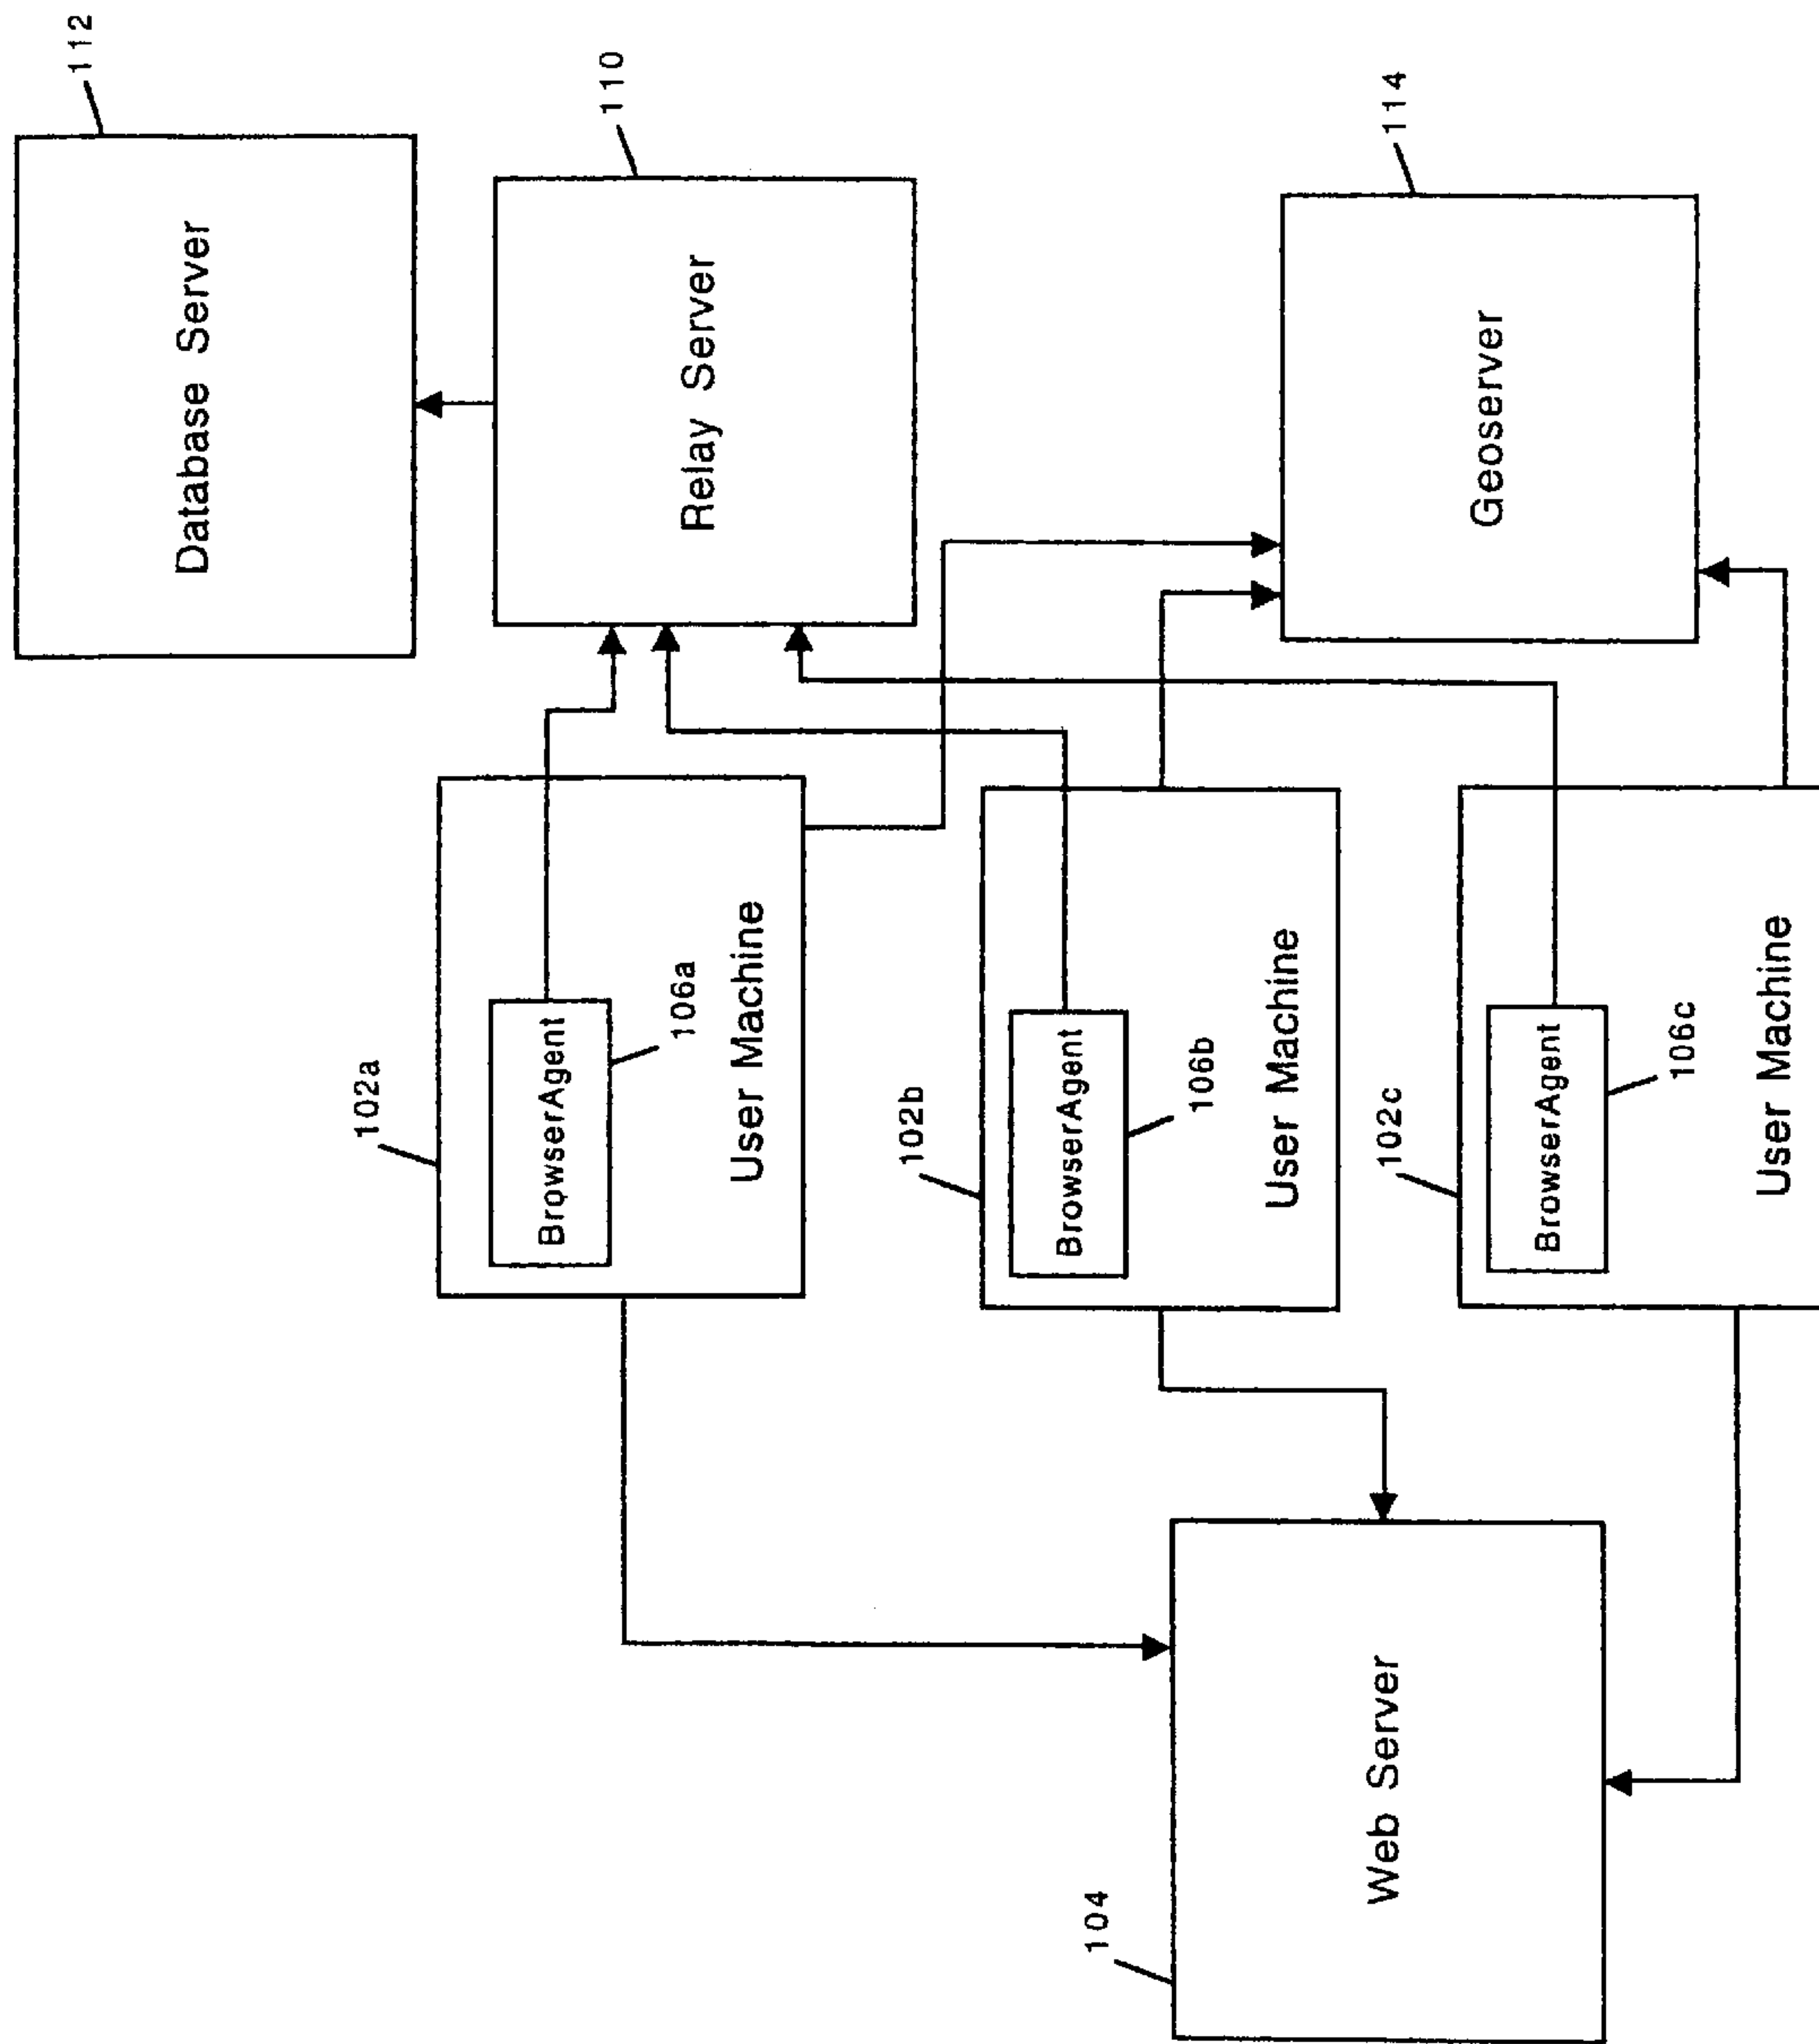 112
Database Server
110
Relay Server
114
Geoserver
102a
BrowserAgent
106a
User Machine
102b
BrowserAgent
106b
User Machine
102c
BrowserAgent
106c
User Machine
104
Web Server